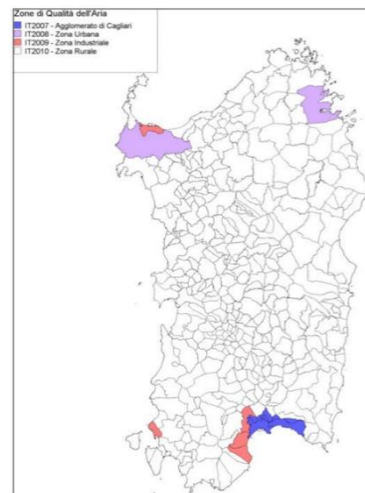 Zone di Qualità dell'Aria
IT2007 - Agglomerato di Cagliari
IT2008 - Zona Urbana
IT2009 - Zona Industriale
IT2010 - Zona Rurale